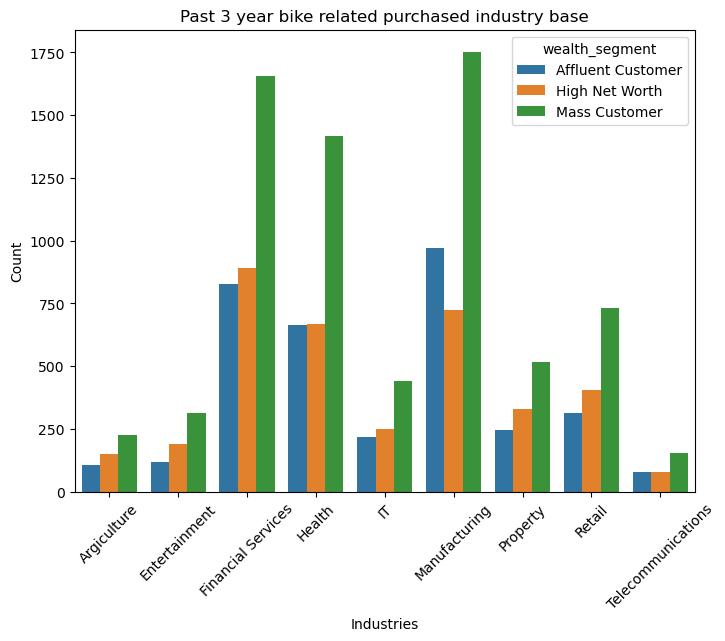 Past 3 year bike related purchased industry base
wealth_segment
Affluent Customer
High Net Worth
Mass Customer
Count
1750
1500
1250
1000
750
500
250
0
Argiculture
Entertainment
Financial Services
Health
IT
Manufacturing
Property
Retail
Telecommunications
Industries